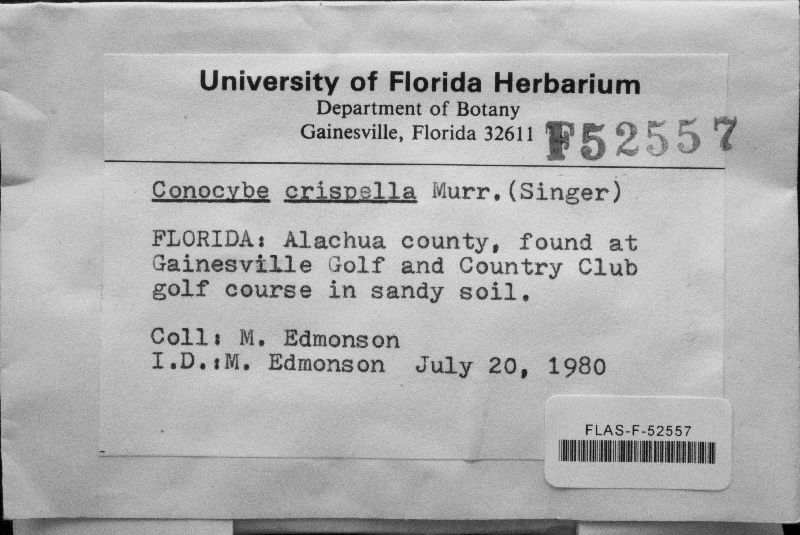 University of Florida Herbarium
Department of Botany
Gainesville, Florida 32611
F52557
Conocybe crispella Murr.(Singer)
FLORIDA: Alachua county, found at
Gainesville Golf and Country Club
golf course in sandy soil.
Coll: M. Edmonson
I.D.:M. Edmonson July 20, 1980
FLAS-F-52557